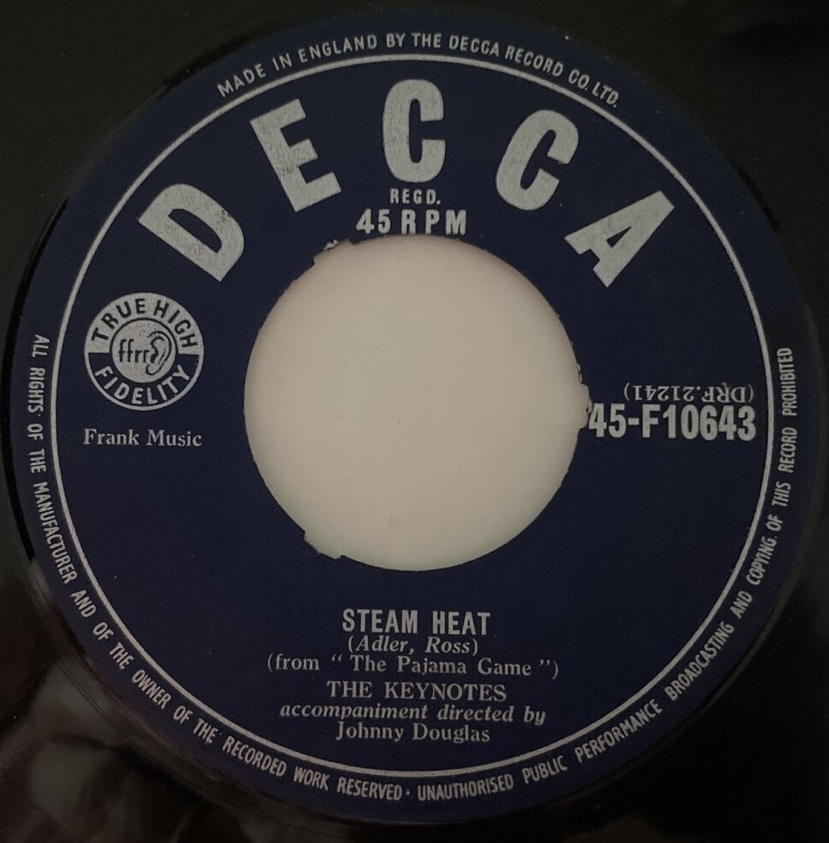 MADE IN ENGLAND BY THE DECCA RECORD CO. LTD.
DECCA
REGD.
45 RPM
TRUE HIGH
ffrr
FIDELITY
Frank Music
(DRF.21241)
45-F10643
STEAM HEAT
(Adler, Ross)
(from “ The Pajama Game ”)
THE KEYNOTES
accompaniment directed by
Johnny Douglas
ALL RIGHTS OF THE MANUFACTURER AND OF THE OWNER OF THE RECORDED WORK RESERVED · UNAUTHORISED PUBLIC PERFORMANCE BROADCASTING AND COPYING OF THIS RECORD PROHIBITED